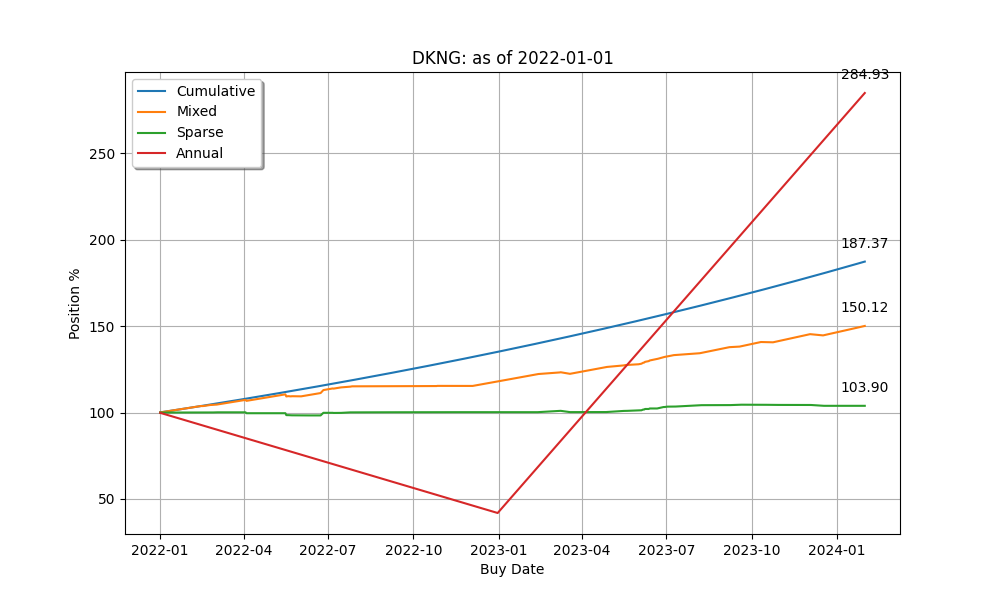 DKNG: as of 2022-01-01
Cumulative
Mixed
Sparse
Annual
284.93
187.37
150.12
103.90
250
200
150
100
50
Position %
2022-01 2022-04 2022-07 2022-10 2023-01 2023-04 2023-07 2023-10 2024-01
Buy Date